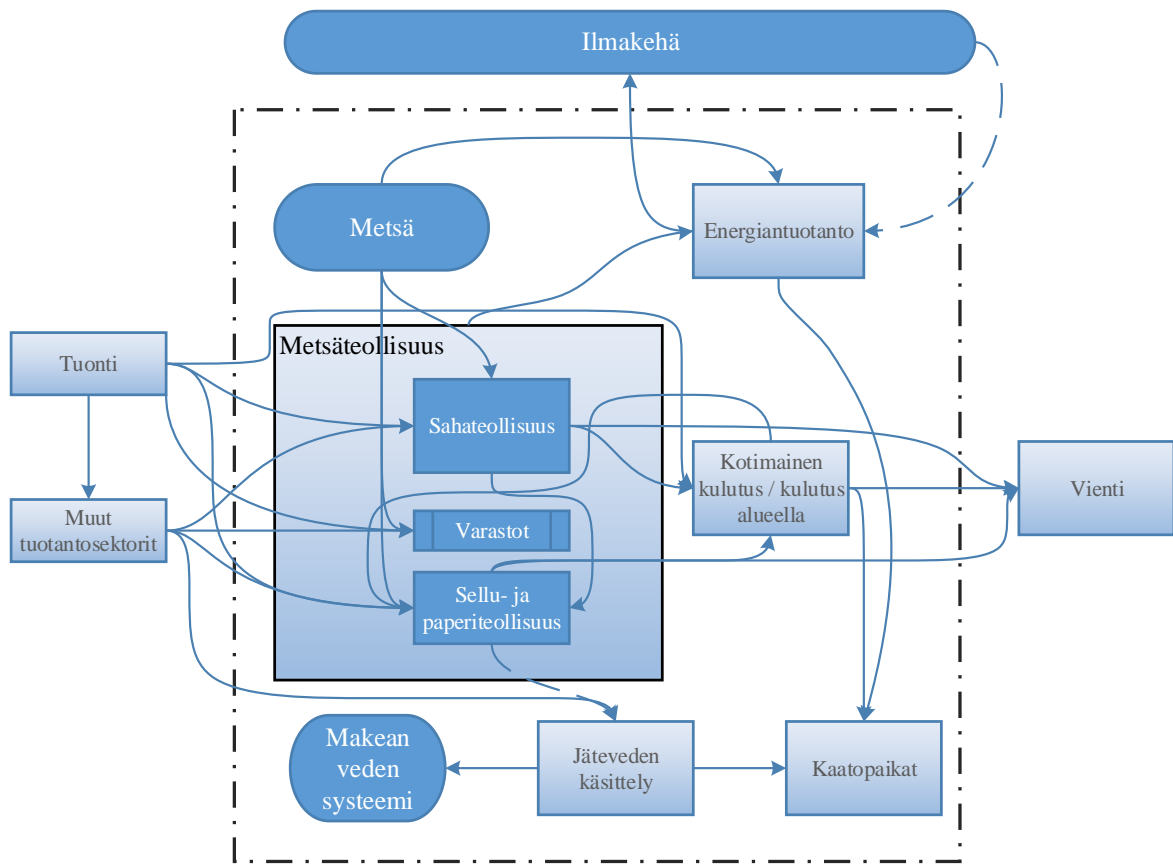 Ilmakehä
Metsä
Energiantuotanto
Metsäteollisuus
Tuonti
Sahateollisuus
Kotimainen
kulutus / kulutus
alueella
Vienti
Muut
tuotantosektorit
Varastot
Sellu- ja
paperiteollisuus
Makean
veden
systeemi
Jäteveden
käsittely
Kaatopaikat